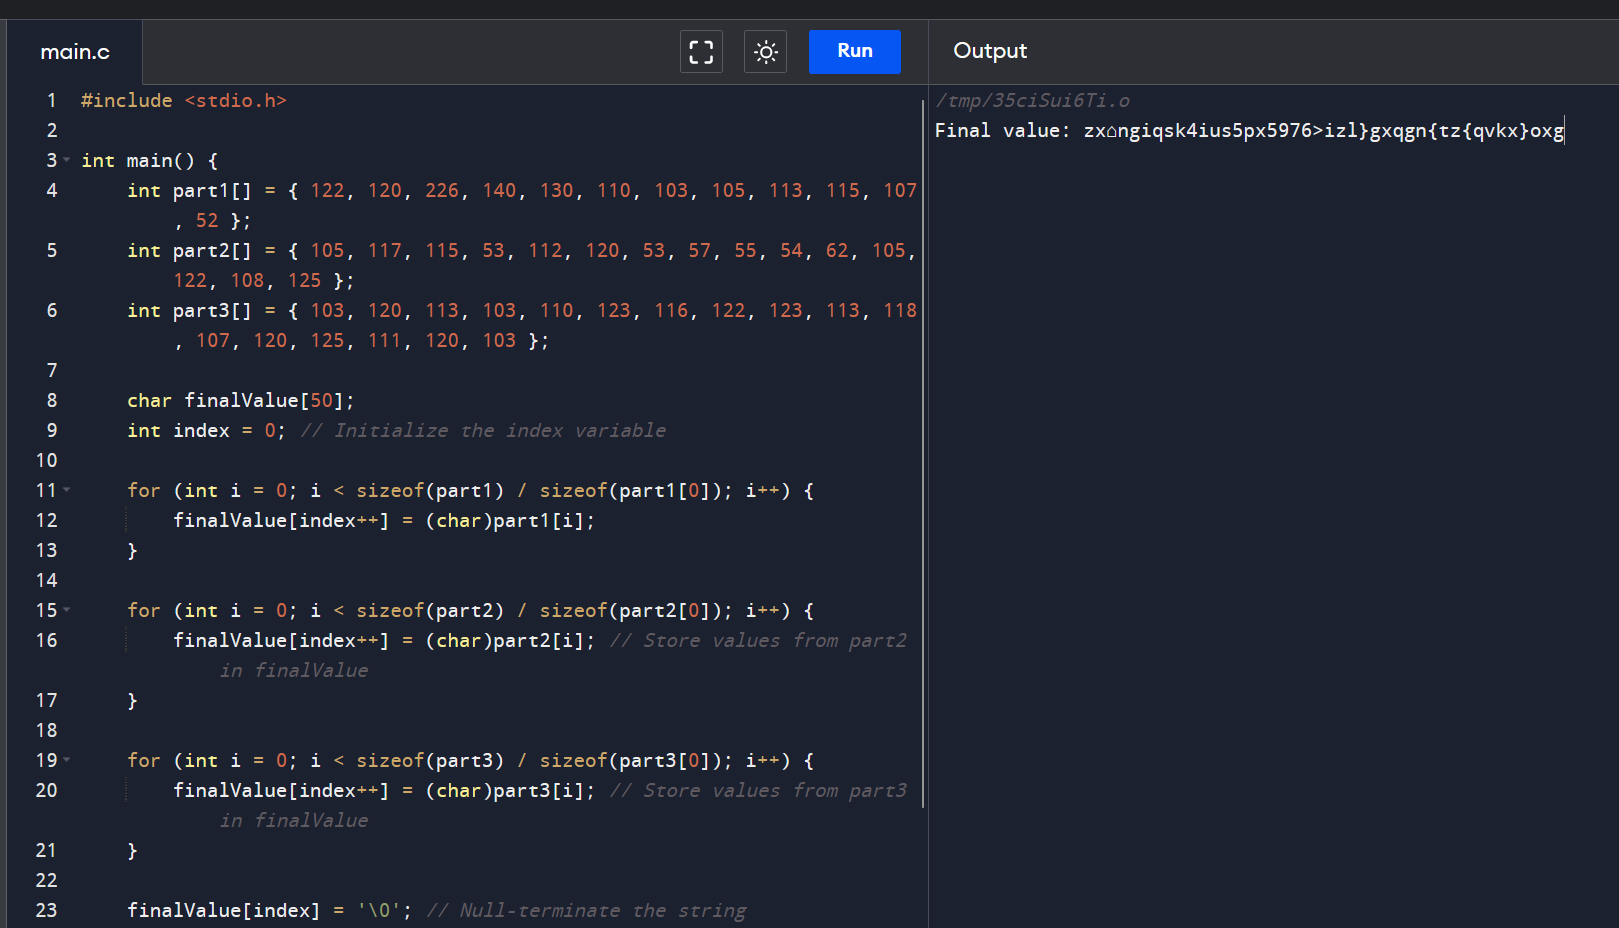 main.c
Run
Output
1 #include <stdio.h>
2
3 int main() {
4 int part1[] = { 122, 120, 226, 140, 130, 110, 103, 105, 113, 115, 107
, 52 };
5 int part2[] = { 105, 117, 115, 53, 112, 120, 53, 57, 55, 54, 62, 105,
122, 108, 125 };
6 int part3[] = { 103, 120, 113, 103, 110, 123, 116, 122, 123, 113, 118
, 107, 120, 125, 111, 120, 103 };
7
8 char finalValue[50];
9 int index = 0; // Initialize the index variable
10
11 for (int i = 0; i < sizeof(part1) / sizeof(part1[0]); i++) {
12 finalValue[index++] = (char)part1[i];
13 }
14
15 for (int i = 0; i < sizeof(part2) / sizeof(part2[0]); i++) {
16 finalValue[index++] = (char)part2[i]; // Store values from part2
in finalValue
17 }
18
19 for (int i = 0; i < sizeof(part3) / sizeof(part3[0]); i++) {
20 finalValue[index++] = (char)part3[i]; // Store values from part3
in finalValue
21 }
22
23 finalValue[index] = '\0'; // Null-terminate the string
/tmp/35ciSui6Ti.o
Final value: zx⌂ngiqsk4ius5px5976>izl}gxqgn{tz{qvkx}oxg